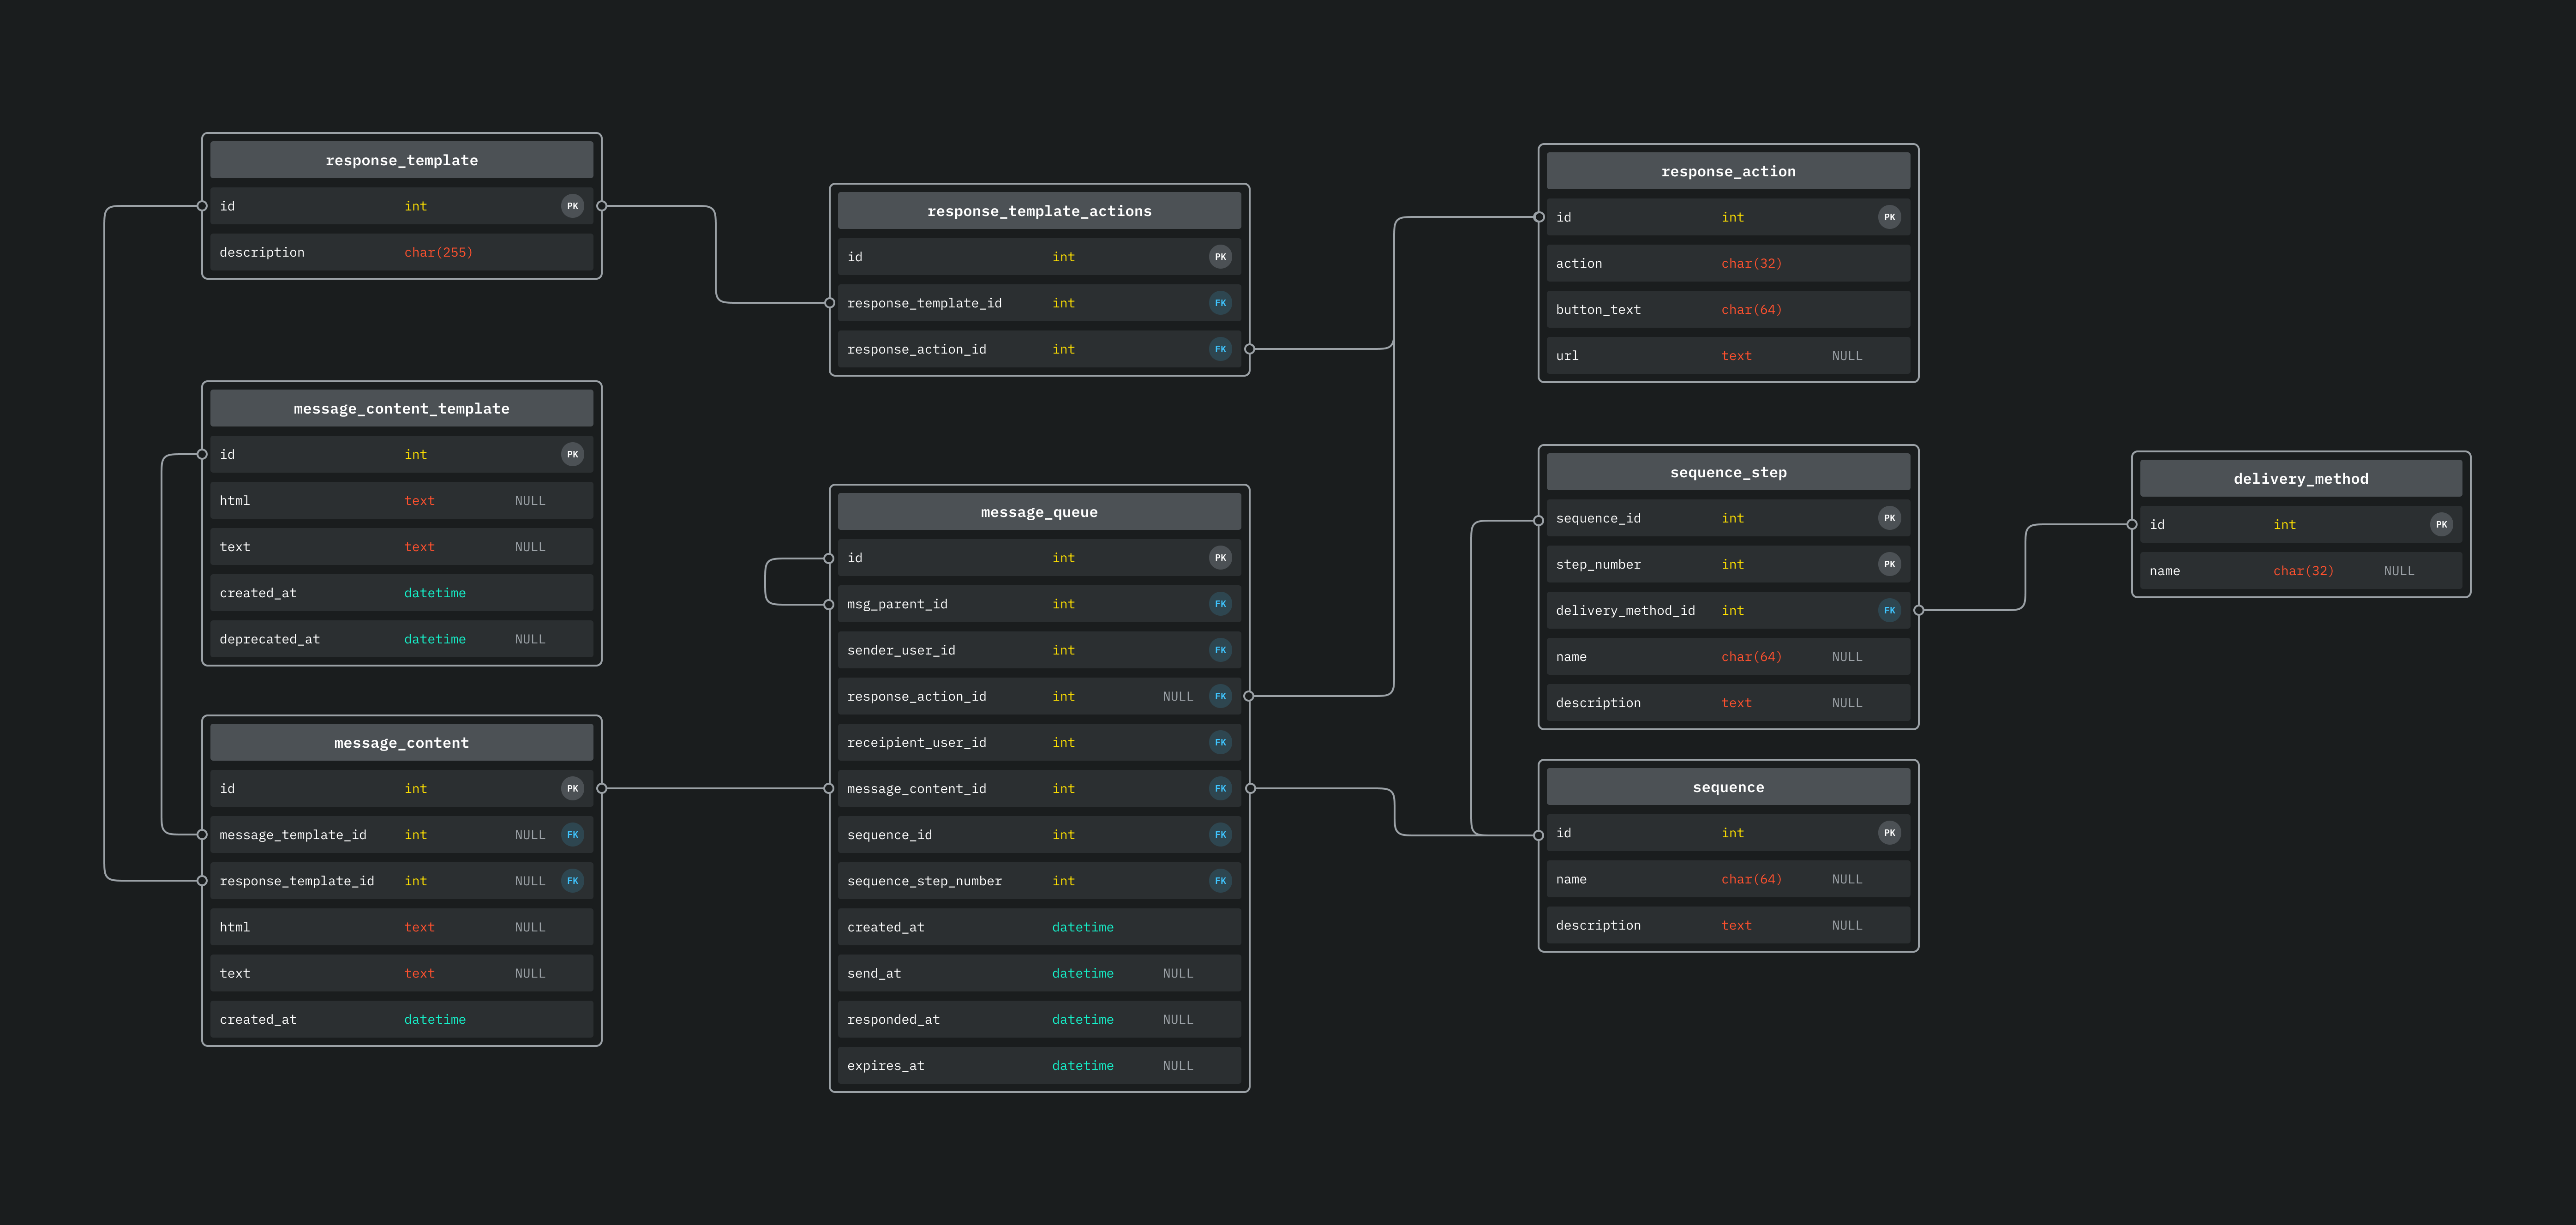 response_template
id int PK
description char(255)
message_content_template
id int PK
html text NULL
text text NULL
created_at datetime
deprecated_at datetime NULL
message_content
id int PK
message_template_id int NULL FK
response_template_id int NULL FK
html text NULL
text text NULL
created_at datetime
response_template_actions
id int PK
response_template_id int FK
response_action_id int FK
message_queue
id int PK
msg_parent_id int FK
sender_user_id int FK
response_action_id int NULL FK
receipient_user_id int FK
message_content_id int FK
sequence_id int FK
sequence_step_number int FK
created_at datetime
send_at datetime NULL
responded_at datetime NULL
expires_at datetime NULL
response_action
id int PK
action char(32)
button_text char(64)
url text NULL
sequence_step
sequence_id int PK
step_number int PK
delivery_method_id int FK
name char(64) NULL
description text NULL
sequence
id int PK
name char(64) NULL
description text NULL
delivery_method
id int PK
name char(32) NULL